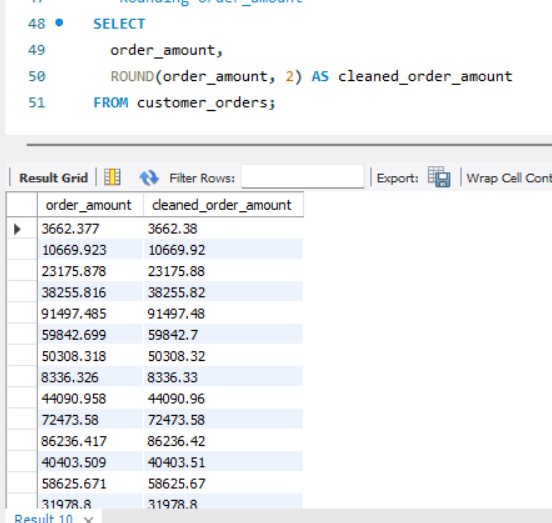 47 Rounding order_amount
48 SELECT
49 order_amount,
50 ROUND(order_amount, 2) AS cleaned_order_amount
51 FROM customer_orders;
Result Grid Filter Rows: Export: Wrap Cell Cont
order_amount cleaned_order_amount
3662.377 3662.38
10669.923 10669.92
23175.878 23175.88
38255.816 38255.82
91497.485 91497.48
59842.699 59842.7
50308.318 50308.32
8336.326 8336.33
44090.958 44090.96
72473.58 72473.58
86236.417 86236.42
40403.509 40403.51
58625.671 58625.67
31978.8 31978.8
Result 10